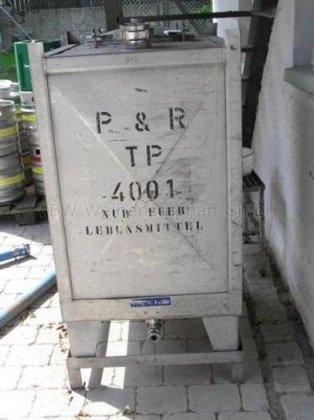 P & R
TP
4001
NUR FUER
LEBENSMITTEL